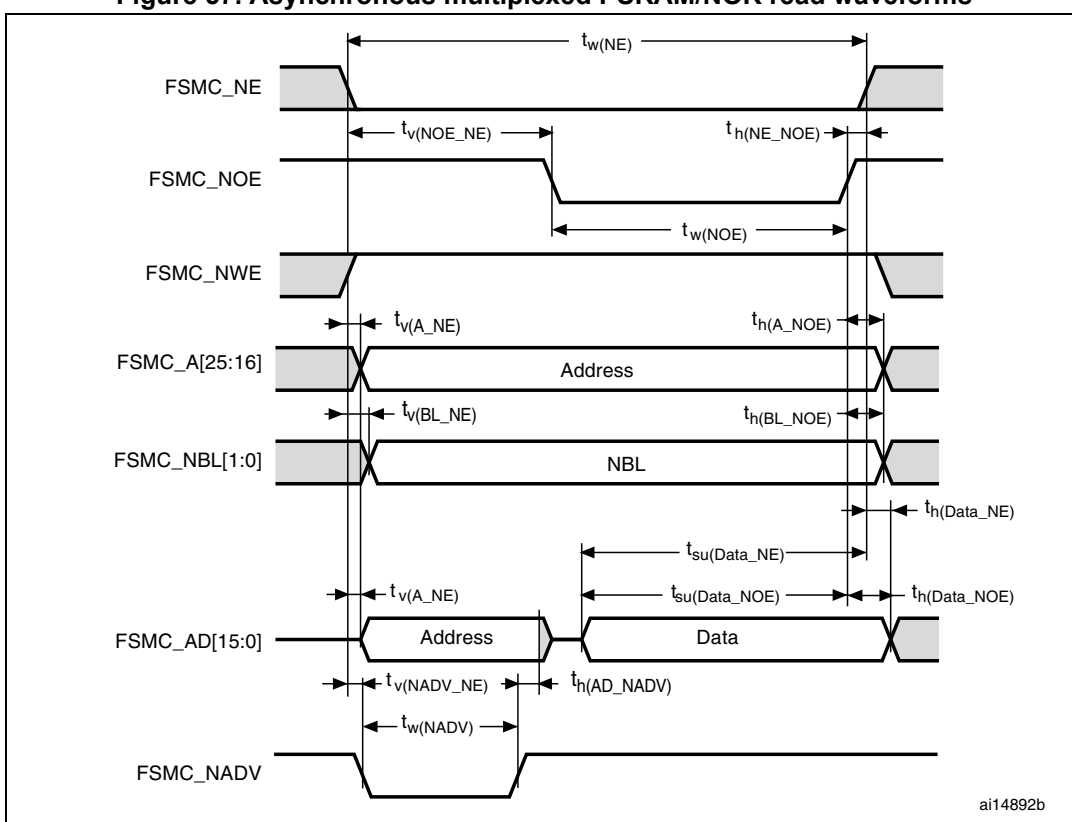 Figure 57. Asynchronous multiplexed PSRAM/NOR read waveforms
tw(NE)
FSMC_NE
tv(NOE_NE)
th(NE_NOE)
FSMC_NOE
tw(NOE)
FSMC_NWE
tv(A_NE)
th(A_NOE)
FSMC_A[25:16]
Address
tv(BL_NE)
th(BL_NOE)
FSMC_NBL[1:0]
NBL
th(Data_NE)
tsu(Data_NE)
tv(A_NE)
tsu(Data_NOE)
th(Data_NOE)
FSMC_AD[15:0]
Address
Data
tv(NADV_NE)
th(AD_NADV)
tw(NADV)
FSMC_NADV
ai14892b